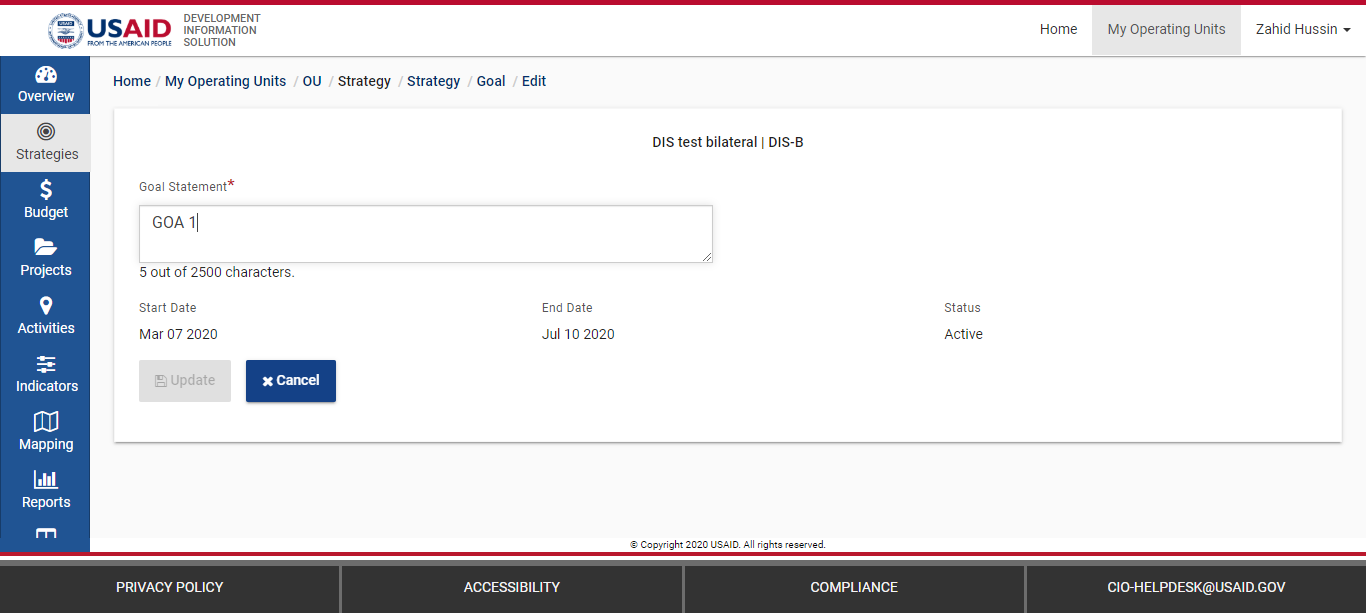 USAID
FROM THE AMERICAN PEOPLE
DEVELOPMENT
INFORMATION
SOLUTION
Home
My Operating Units
Zahid Hussin
Overview
Strategies
Budget
Projects
Activities
Indicators
Mapping
Reports
Home / My Operating Units / OU / Strategy / Strategy / Goal / Edit
DIS test bilateral | DIS-B
Goal Statement*
GOA 1
5 out of 2500 characters.
Start Date
End Date
Status
Mar 07 2020
Jul 10 2020
Active
Update
Cancel
© Copyright 2020 USAID. All rights reserved.
PRIVACY POLICY
ACCESSIBILITY
COMPLIANCE
CIO-HELPDESK@USAID.GOV